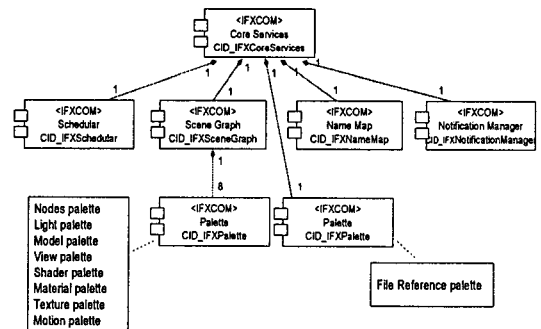 <IFXCOM>
Core Services
CID_IFXCoreServices
1
1
1
1
1
1
1
1
1
1
<IFXCOM>
Schedular
CID_IFXSchedular
<IFXCOM>
Scene Graph
CID_IFXSceneGraph
<IFXCOM>
Name Map
CID_IFXNameMap
<IFXCOM>
Notification Manager
CID_IFXNotificationManager
1
8
Nodes palette
Light palette
Model palette
View palette
Shader palette
Material palette
Texture palette
Motion palette
<IFXCOM>
Palette
CID_IFXPalette
<IFXCOM>
Palette
CID_IFXPalette
File Reference palette